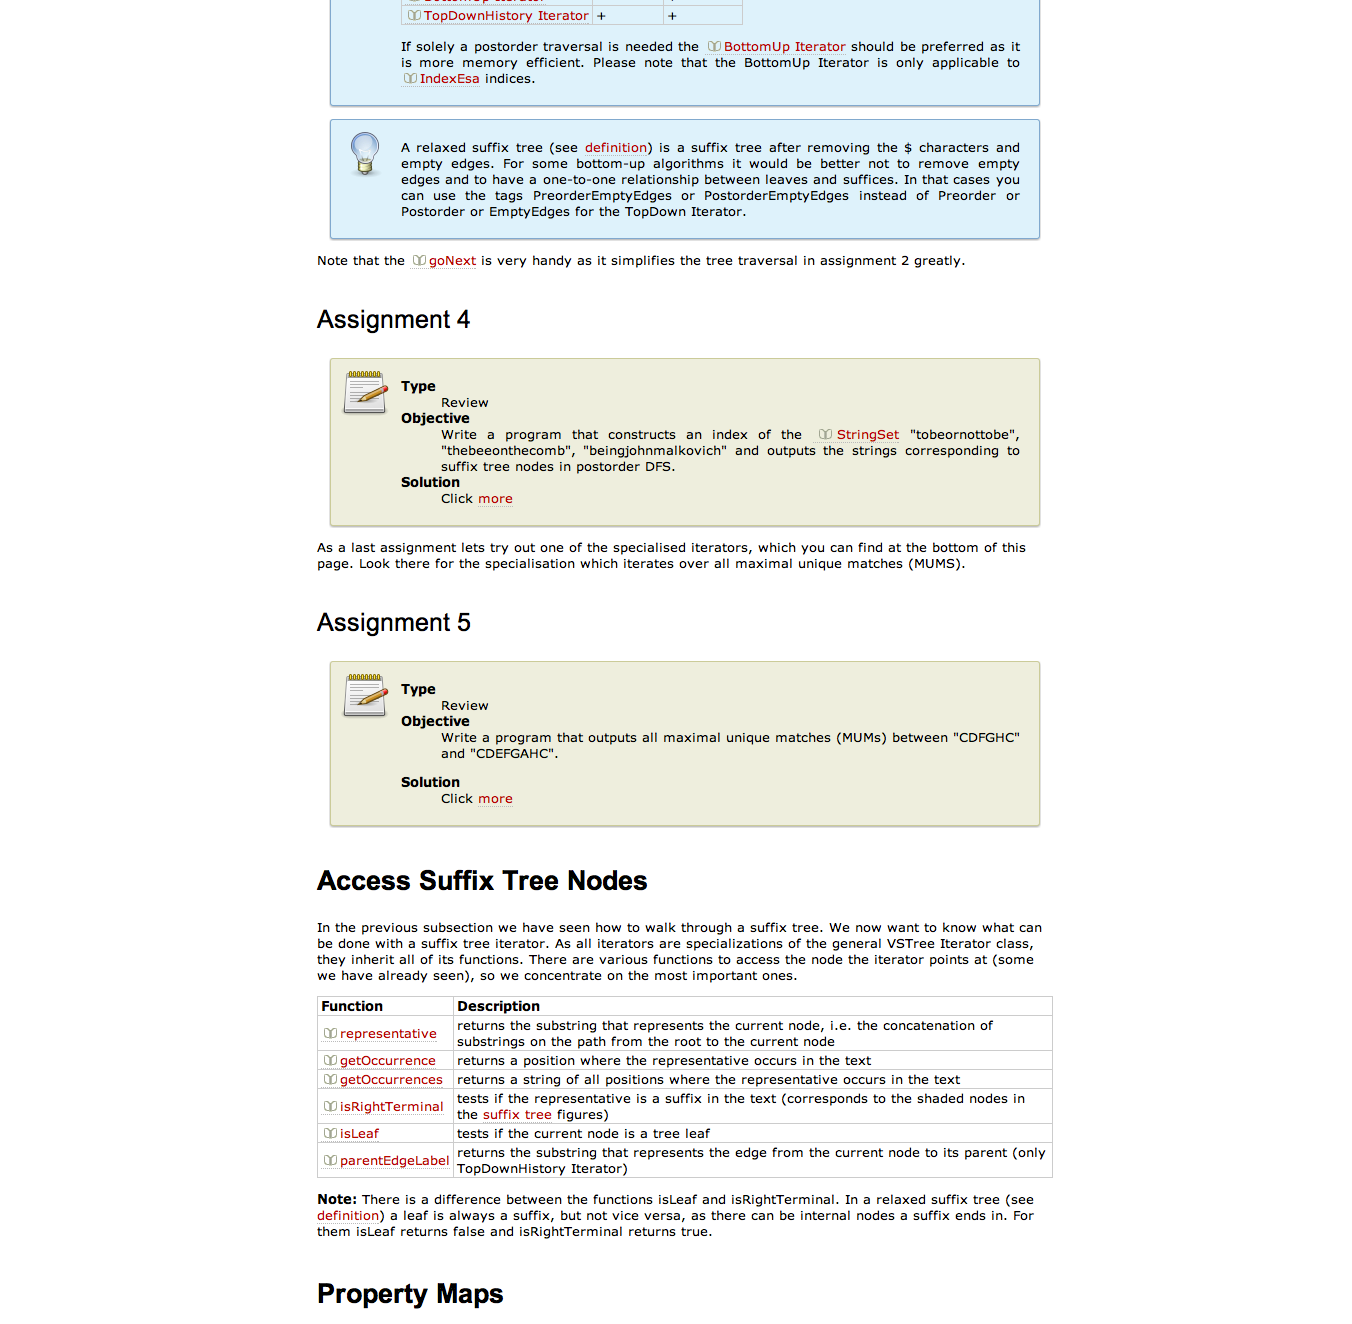 TopDownHistory Iterator + +
If solely a postorder traversal is needed the BottomUp Iterator should be preferred as it
is more memory efficient. Please note that the BottomUp Iterator is only applicable to
IndexEsa indices.
A relaxed suffix tree (see definition) is a suffix tree after removing the $ characters and
empty edges. For some bottom-up algorithms it would be better not to remove empty
edges and to have a one-to-one relationship between leaves and suffices. In that cases you
can use the tags PreorderEmptyEdges or PostorderEmptyEdges instead of Preorder or
Postorder or EmptyEdges for the TopDown Iterator.
Note that the goNext is very handy as it simplifies the tree traversal in assignment 2 greatly.
Assignment 4
Type
Review
Objective
Write a program that constructs an index of the StringSet "tobeornottobe",
"thebeeonthecomb", "beingjohnmalkovich" and outputs the strings corresponding to
suffix tree nodes in postorder DFS.
Solution
Click more
As a last assignment lets try out one of the specialised iterators, which you can find at the bottom of this
page. Look there for the specialisation which iterates over all maximal unique matches (MUMS).
Assignment 5
Type
Review
Objective
Write a program that outputs all maximal unique matches (MUMs) between "CDFGHC"
and "CDEFGAHC".
Solution
Click more
Access Suffix Tree Nodes
In the previous subsection we have seen how to walk through a suffix tree. We now want to know what can
be done with a suffix tree iterator. As all iterators are specializations of the general VSTree Iterator class,
they inherit all of its functions. There are various functions to access the node the iterator points at (some
we have already seen), so we concentrate on the most important ones.
Function Description
representative returns the substring that represents the current node, i.e. the concatenation of
substrings on the path from the root to the current node
getOccurrence returns a position where the representative occurs in the text
getOccurrences returns a string of all positions where the representative occurs in the text
isRightTerminal tests if the representative is a suffix in the text (corresponds to the shaded nodes in
the suffix tree figures)
isLeaf tests if the current node is a tree leaf
parentEdgeLabel returns the substring that represents the edge from the current node to its parent (only
TopDownHistory Iterator)
Note: There is a difference between the functions isLeaf and isRightTerminal. In a relaxed suffix tree (see
definition) a leaf is always a suffix, but not vice versa, as there can be internal nodes a suffix ends in. For
them isLeaf returns false and isRightTerminal returns true.
Property Maps